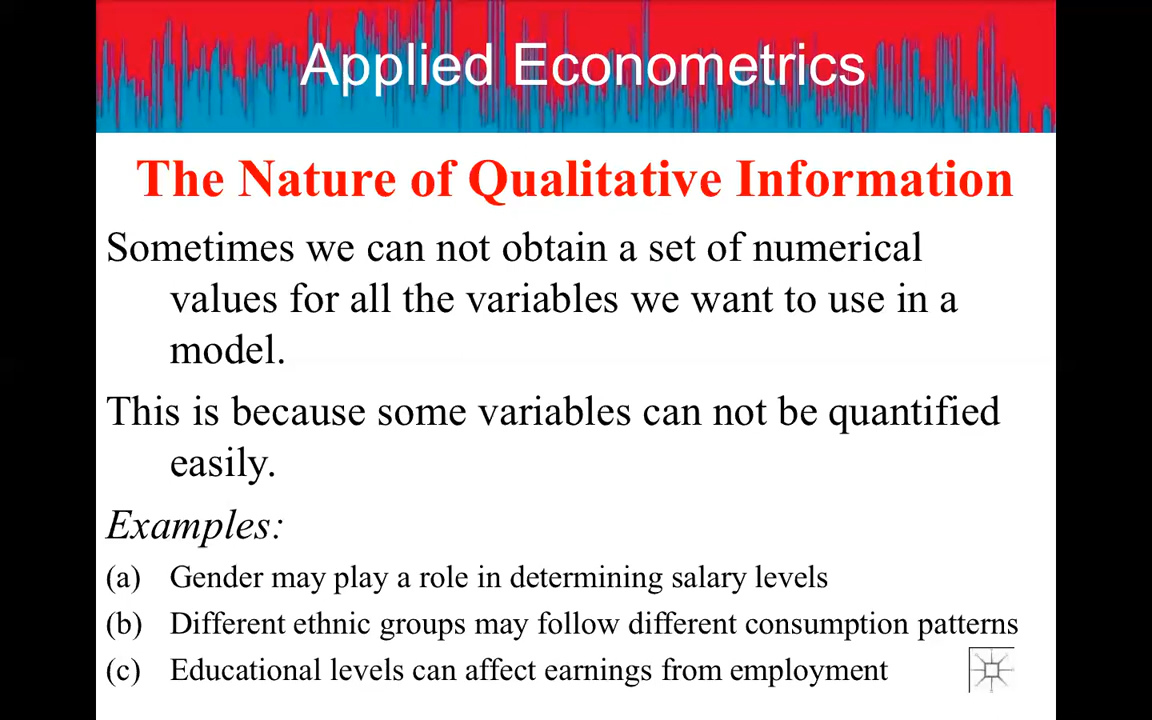 Applied Econometrics
The Nature of Qualitative Information
Sometimes we can not obtain a set of numerical
values for all the variables we want to use in a
model.
This is because some variables can not be quantified
easily.
Examples:
(a) Gender may play a role in determining salary levels
(b) Different ethnic groups may follow different consumption patterns
(c) Educational levels can affect earnings from employment